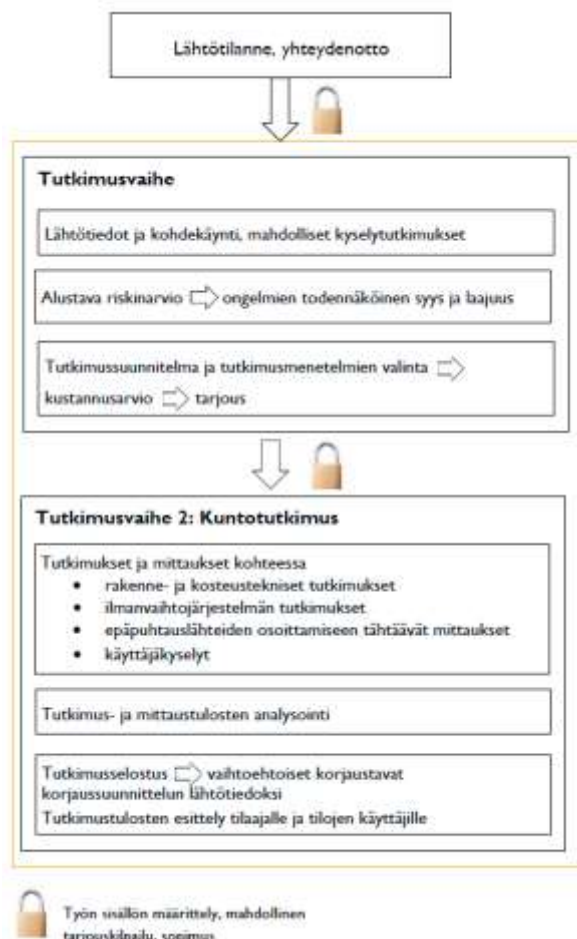 Lähtötilanne, yhteydenotto
Tutkimusvaihe
Lähtötiedot ja kohdekäynti, mahdolliset kyselytutkimukset
Alustava riskinarvio ongelmien todennäköinen syys ja laajuus
Tutkimussuunnitelma ja tutkimusmenetelmien valinta
kustannusarvio tarjous
Tutkimusvaihe 2: Kuntotutkimus
Tutkimukset ja mittaukset kohteessa
• rakenne- ja kosteustekniset tutkimukset
• ilmanvaihtojärjestelmän tutkimukset
• epäpuhtauslähteiden osoittamiseen tähtäävät mittaukset
• käyttäjäkyselyt
Tutkimus- ja mittaustulosten analysointi
Tutkimusselostus vaihtoehtoiset korjaustavat
korjaussuunnittelun lähtötiedoksi
Tutkimustulosten esittely tilaajalle ja tilojen käyttäjille
Työn sisällön määrittely, mahdollinen
tarjouskilpailu, sopimus